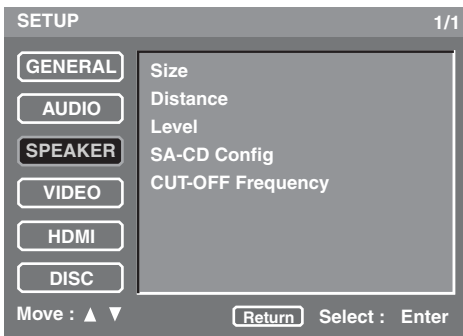 SETUP 1/1
GENERAL
AUDIO
SPEAKER
VIDEO
HDMI
DISC
Size
Distance
Level
SA-CD Config
CUT-OFF Frequency
Move : ▲ ▼ Return Select : Enter